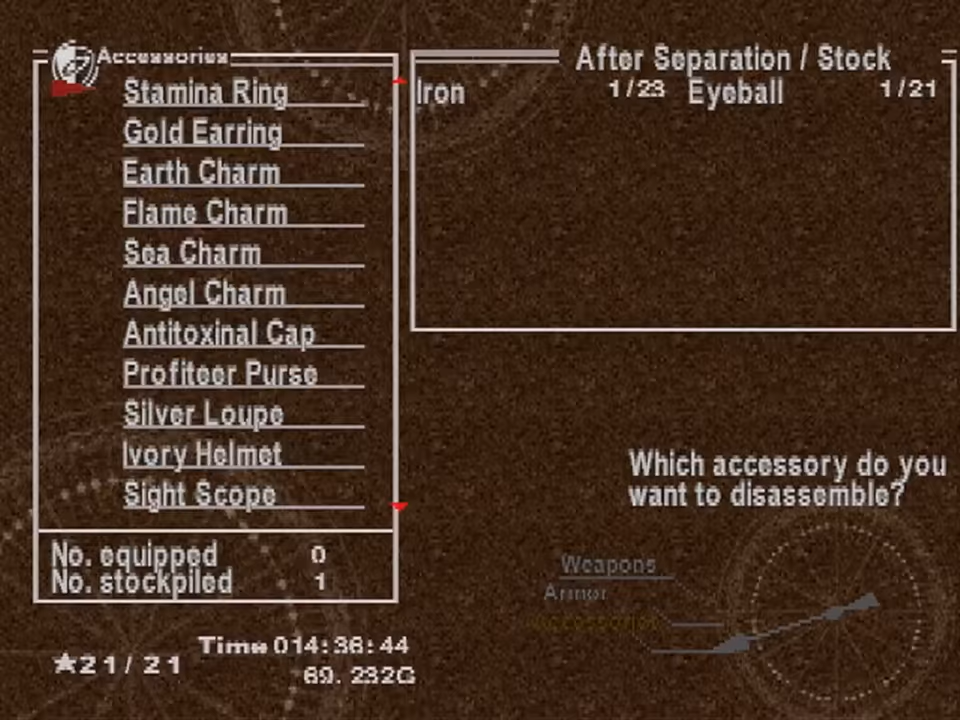 Accessories
Stamina Ring
Gold Earring
Earth Charm
Flame Charm
Sea Charm
Angel Charm
Antitoxinal Cap
Profiteer Purse
Silver Loupe
Ivory Helmet
Sight Scope
No. equipped 0
No. stockpiled 1
★21/ 21
Time 014:36:44
69. 232G
After Separation / Stock
Iron 1/23 Eyeball 1/21
Which accessory do you
want to disassemble?
Weapons
Armor
Accessories